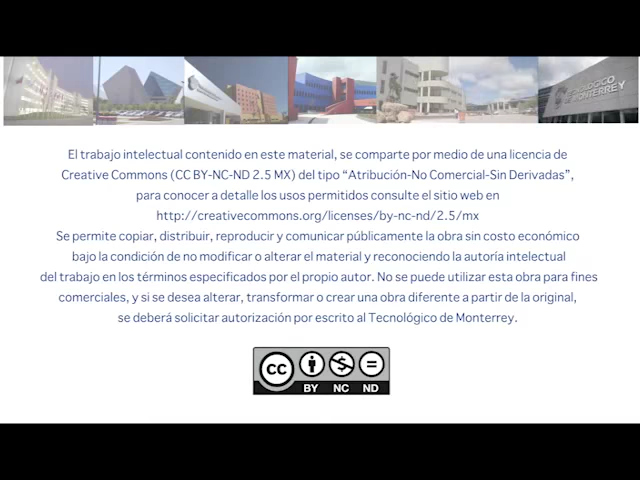 TECNOLÓGICO
DE MONTERREY
El trabajo intelectual contenido en este material, se comparte por medio de una licencia de
Creative Commons (CC BY-NC-ND 2.5 MX) del tipo “Atribución-No Comercial-Sin Derivadas”,
para conocer a detalle los usos permitidos consulte el sitio web en
http://creativecommons.org/licenses/by-nc-nd/2.5/mx
Se permite copiar, distribuir, reproducir y comunicar públicamente la obra sin costo económico
bajo la condición de no modificar o alterar el material y reconociendo la autoría intelectual
del trabajo en los términos especificados por el propio autor. No se puede utilizar esta obra para fines
comerciales, y si se desea alterar, transformar o crear una obra diferente a partir de la original,
se deberá solicitar autorización por escrito al Tecnológico de Monterrey.
cc
BY NC ND